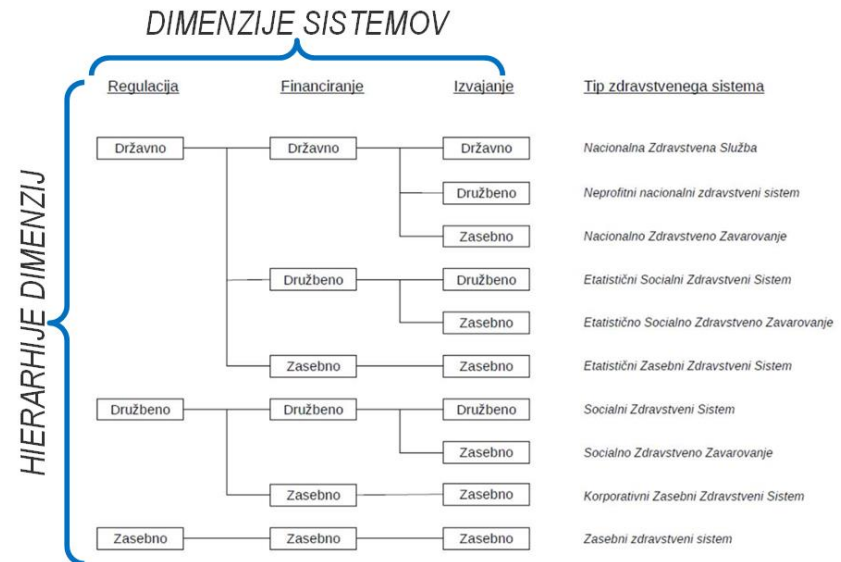 DIMENZIJE SISTEMOV
HIERARHIJE DIMENZIJ
Regulacija Financiranje Izvajanje Tip zdravstvenega sistema
Državno Državno Državno Nacionalna Zdravstvena Služba
Družbeno Neprofitni nacionalni zdravstveni sistem
Zasebno Nacionalno Zdravstveno Zavarovanje
Družbeno Družbeno Etatistični Socialni Zdravstveni Sistem
Zasebno Etatistično Socialno Zdravstveno Zavarovanje
Zasebno Zasebno Etatistični Zasebni Zdravstveni Sistem
Družbeno Družbeno Družbeno Socialni Zdravstveni Sistem
Zasebno Socialno Zdravstveno Zavarovanje
Zasebno Zasebno Korporativni Zasebni Zdravstveni Sistem
Zasebno Zasebno Zasebno Zasebni zdravstveni sistem